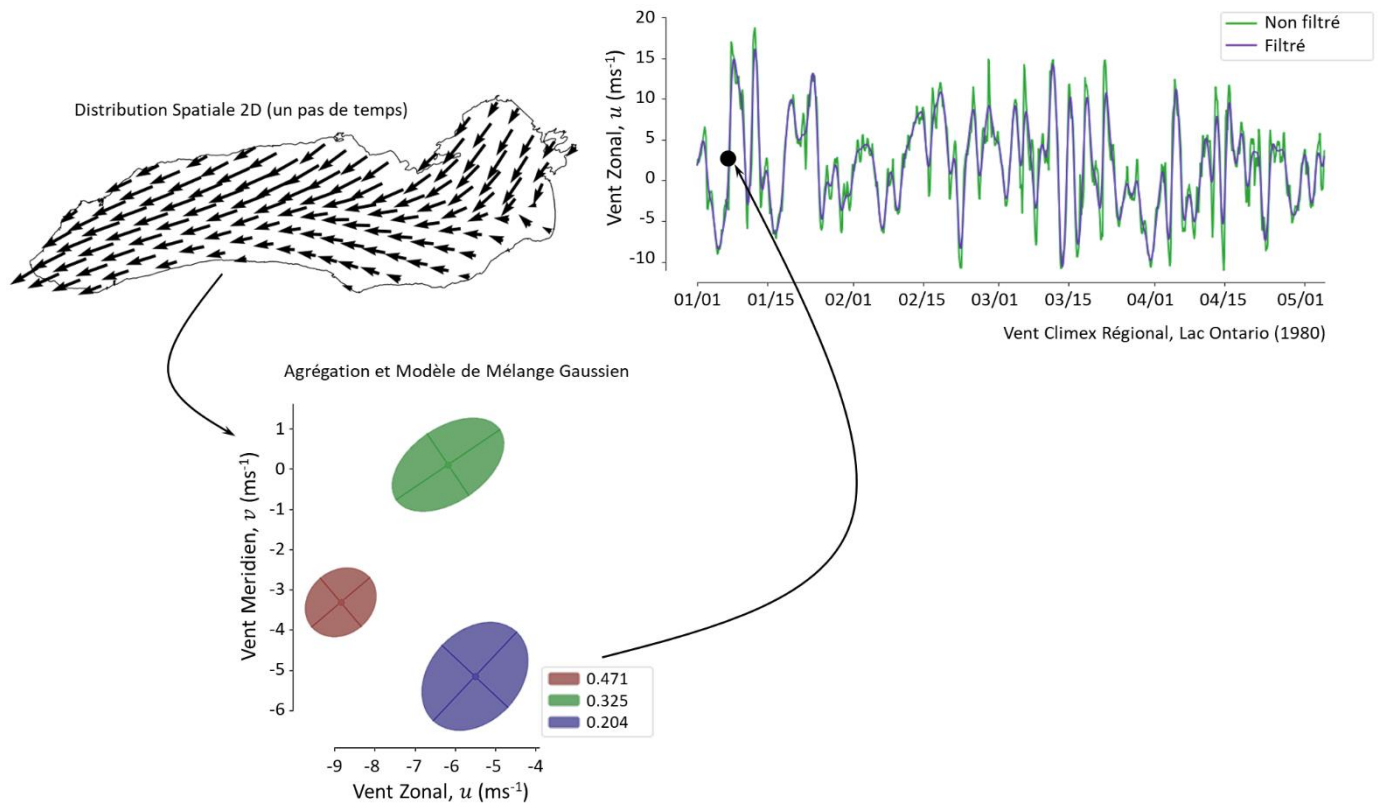 Distribution Spatiale 2D (un pas de temps)
Vent Zonal, u (ms⁻¹)
20
15
10
5
0
-5
-10
Non filtré
Filtré
01/01 01/15 02/01 02/15 03/01 03/15 04/01 04/15 05/01
Vent Climex Régional, Lac Ontario (1980)
Agrégation et Modèle de Mélange Gaussien
Vent Meridien, v (ms⁻¹)
1
0
-1
-2
-3
-4
-5
-6
0.471
0.325
0.204
-9 -8 -7 -6 -5 -4
Vent Zonal, u (ms⁻¹)